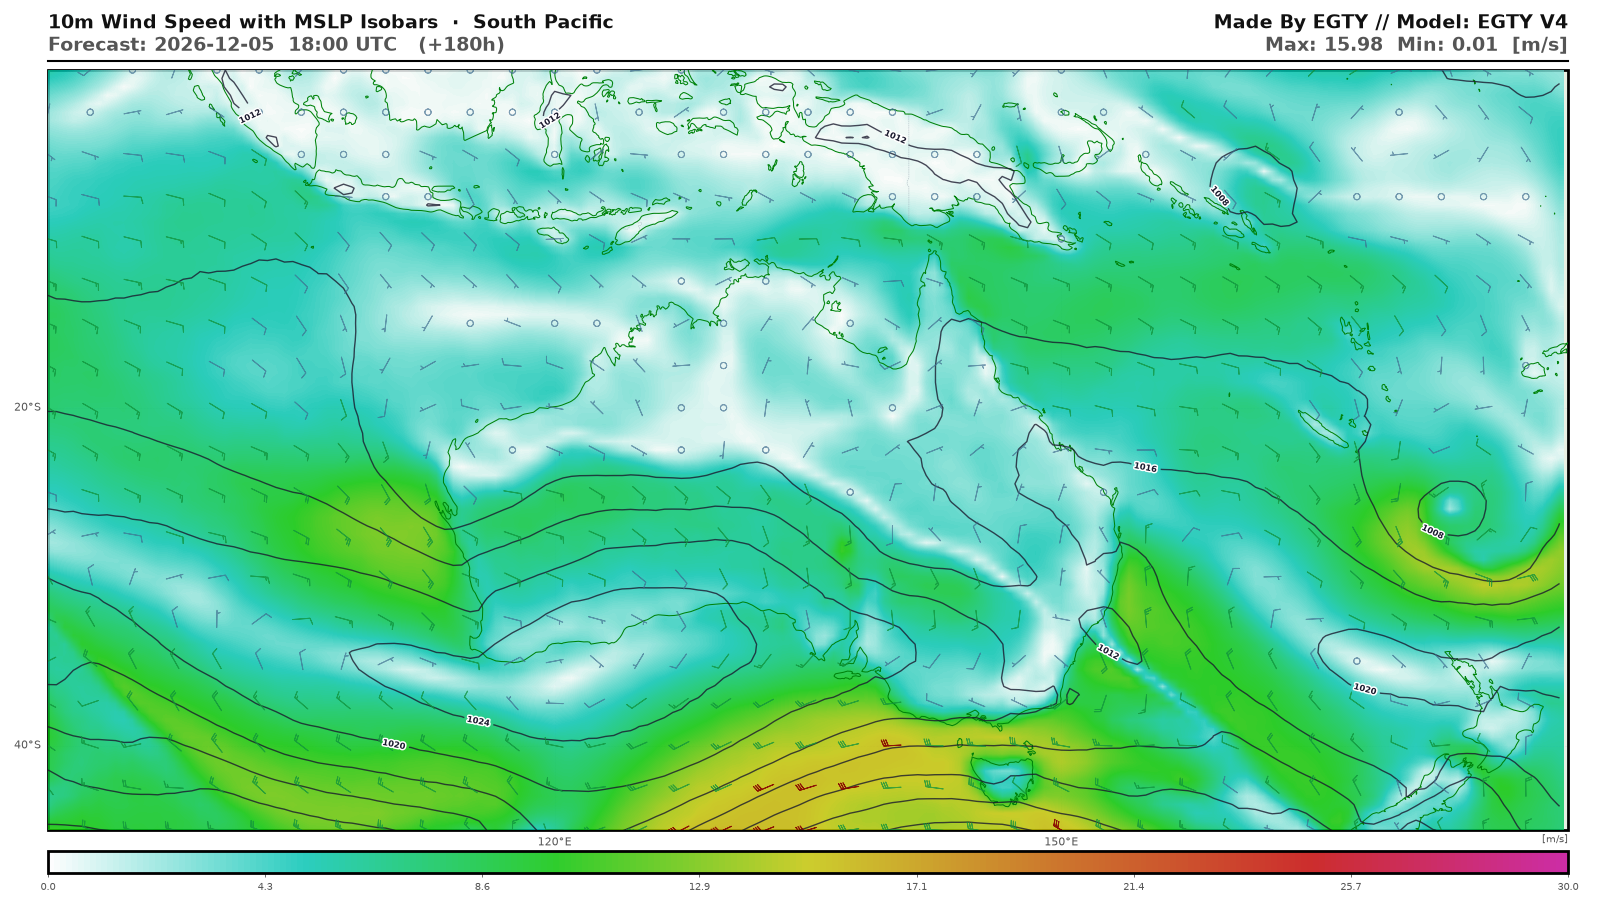 10m Wind Speed with MSLP Isobars · South Pacific
Made By EGTY // Model: EGTY V4
Forecast: 2026-12-05 18:00 UTC (+180h)
Max: 15.98 Min: 0.01 [m/s]
1012
1012
1012
1008
20°S
1016
1008
1012
1020
1024
1020
40°S
120°E
150°E
[m/s]
0.0
4.3
8.6
12.9
17.1
21.4
25.7
30.0